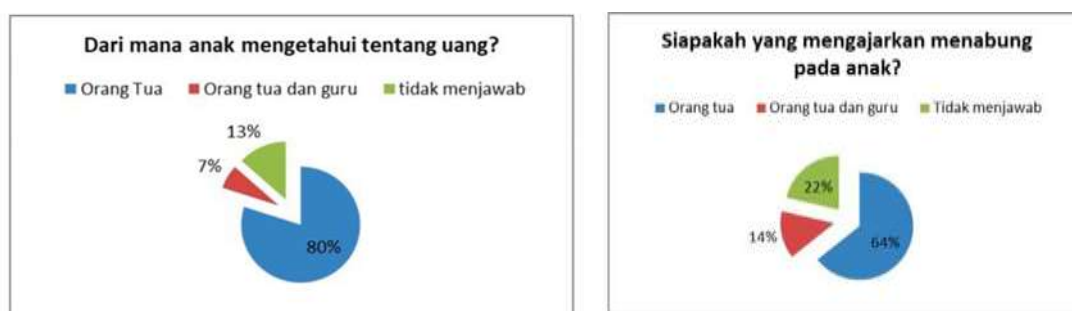 Dari mana anak mengetahui tentang uang?
Orang Tua Orang tua dan guru tidak menjawab
13%
7%
80%
Siapakah yang mengajarkan menabung
pada anak?
Orang tua Orang tua dan guru Tidak menjawab
22%
14%
64%